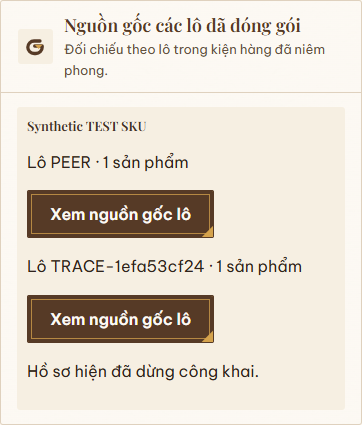 Nguồn gốc các lô đã đóng gói
Đối chiếu theo lô trong kiện hàng đã niêm
phong.
Synthetic TEST SKU
Lô PEER · 1 sản phẩm
Xem nguồn gốc lô
Lô TRACE-1efa53cf24 · 1 sản phẩm
Xem nguồn gốc lô
Hồ sơ hiện đã dừng công khai.